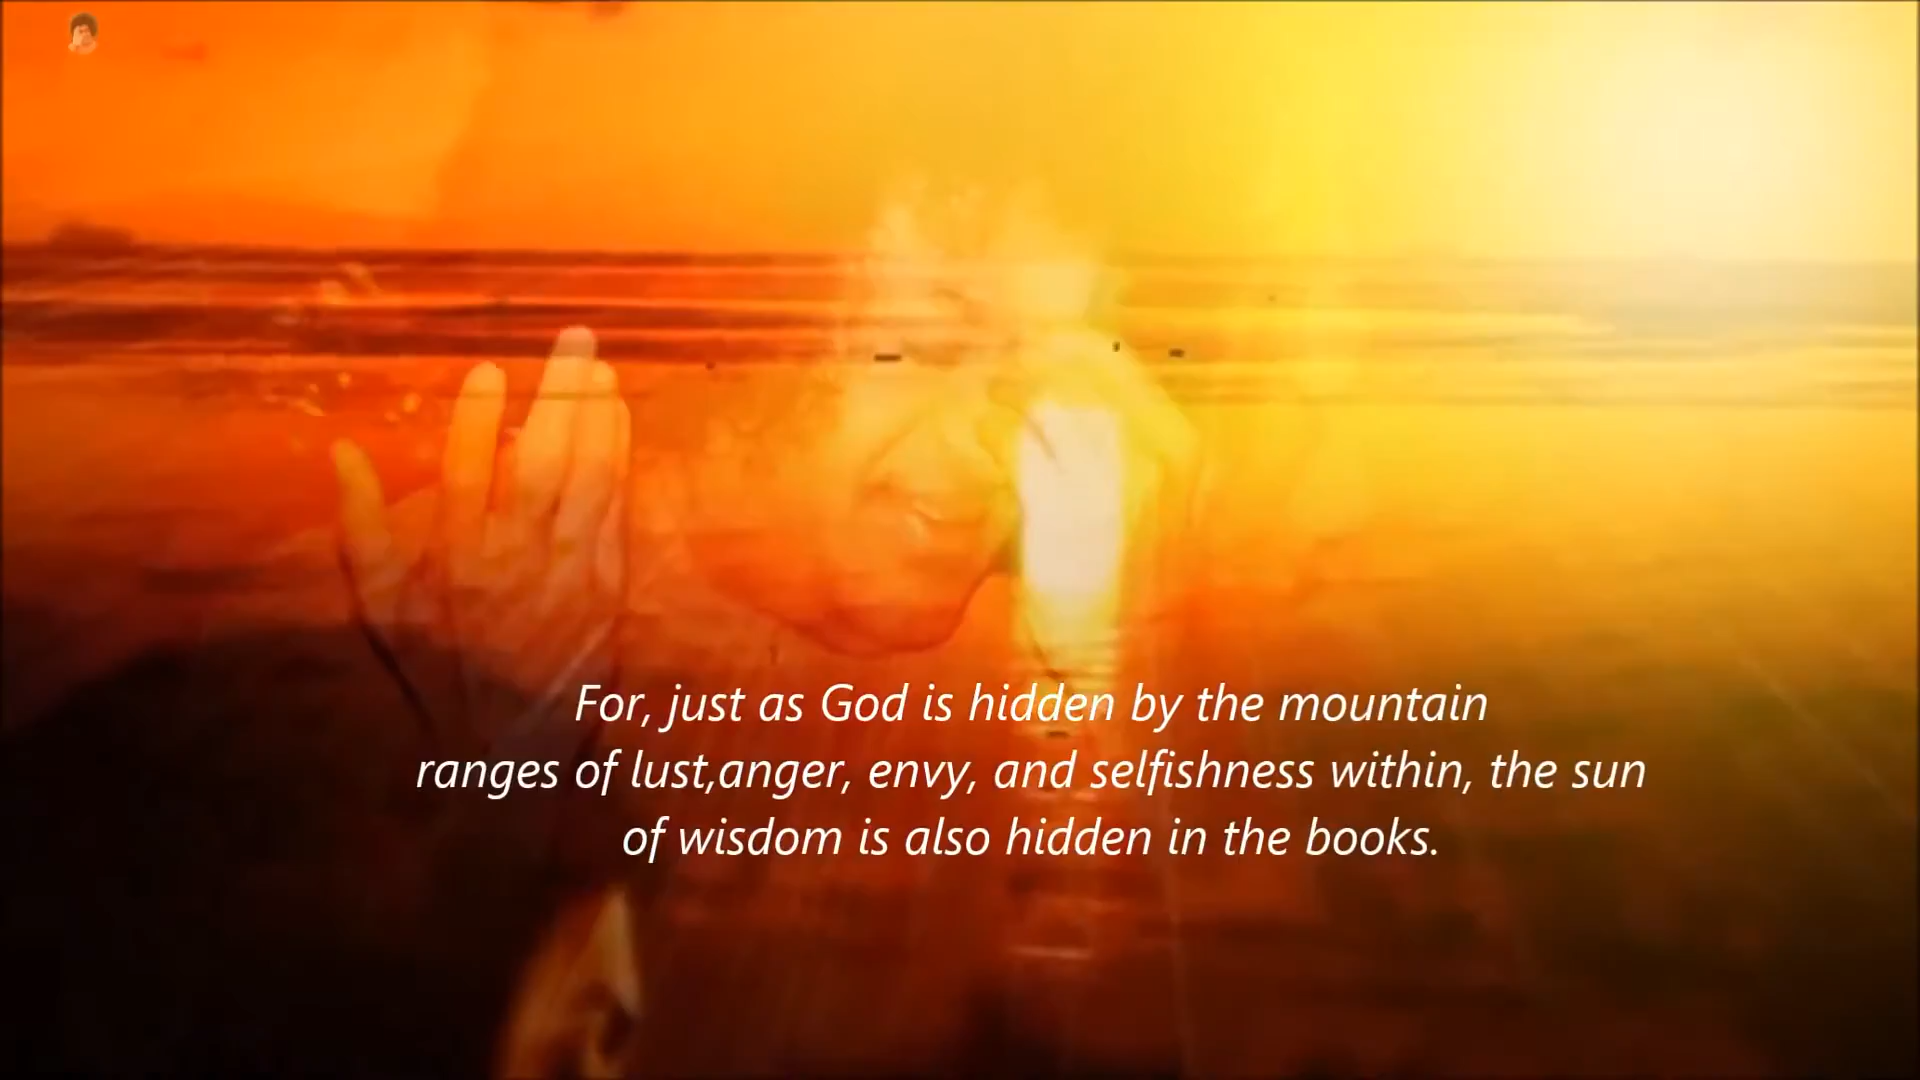 For, just as God is hidden by the mountain
ranges of lust,anger, envy, and selfishness within, the sun
of wisdom is also hidden in the books.